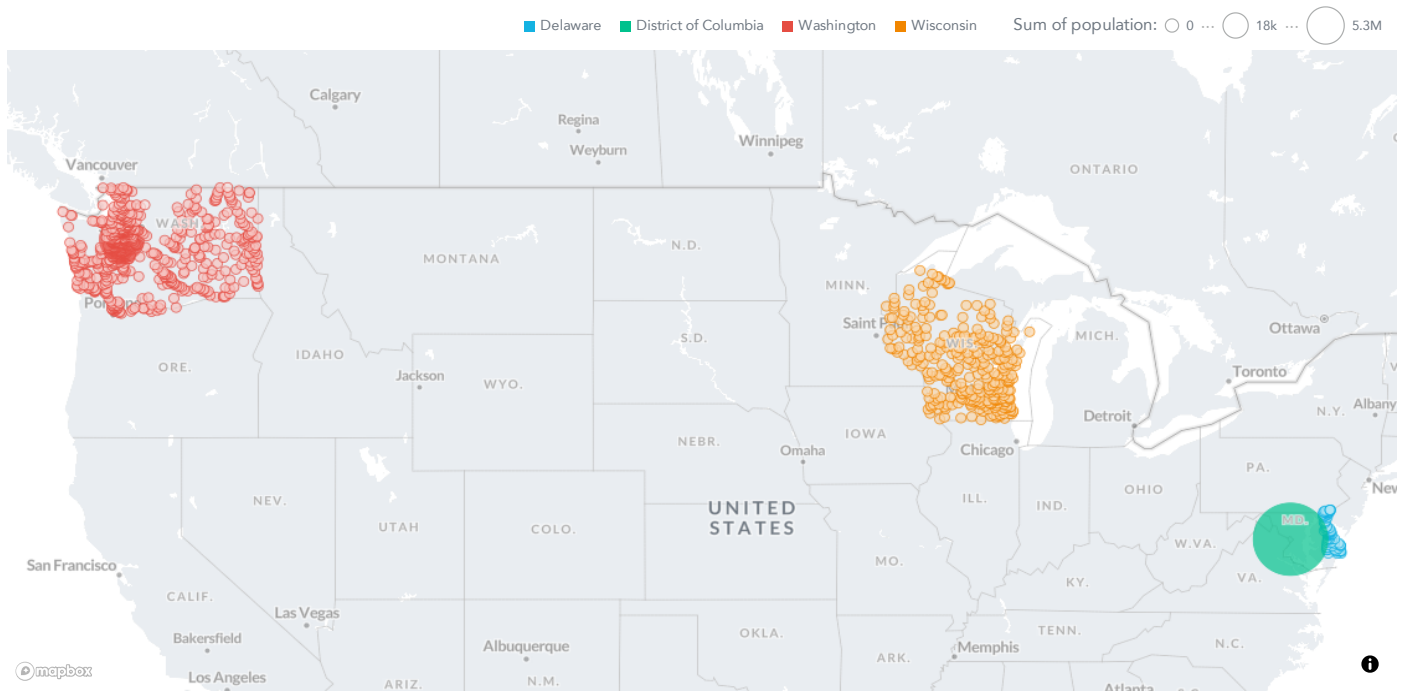 Delaware District of Columbia Washington Wisconsin Sum of population: 0 ... 18k ... 5.3M
Calgary
Regina
Winnipeg
Weyburn
Vancouver
ONTARIO
WASH.
N.D.
MONTANA
MINN.
Portland
Saint P
Ottawa
S.D.
WIS.
MICH.
IDAHO
ORE.
Toronto
V
Jackson
WYO.
Albany
N.Y.
Detroit
IOWA
NEBR.
Omaha
Chicago
PA.
NEV.
OHIO
New
ILL.
IND.
UNITED
STATES
UTAH
COLO.
MD.
W.VA.
San Francisco
MO.
VA.
KY.
CALIF.
Las Vegas
OKLA.
TENN.
Bakersfield
N.C.
Albuquerque
Memphis
ARK.
mapbox
Los Angeles
N.M.
ARIZ.
Atlanta